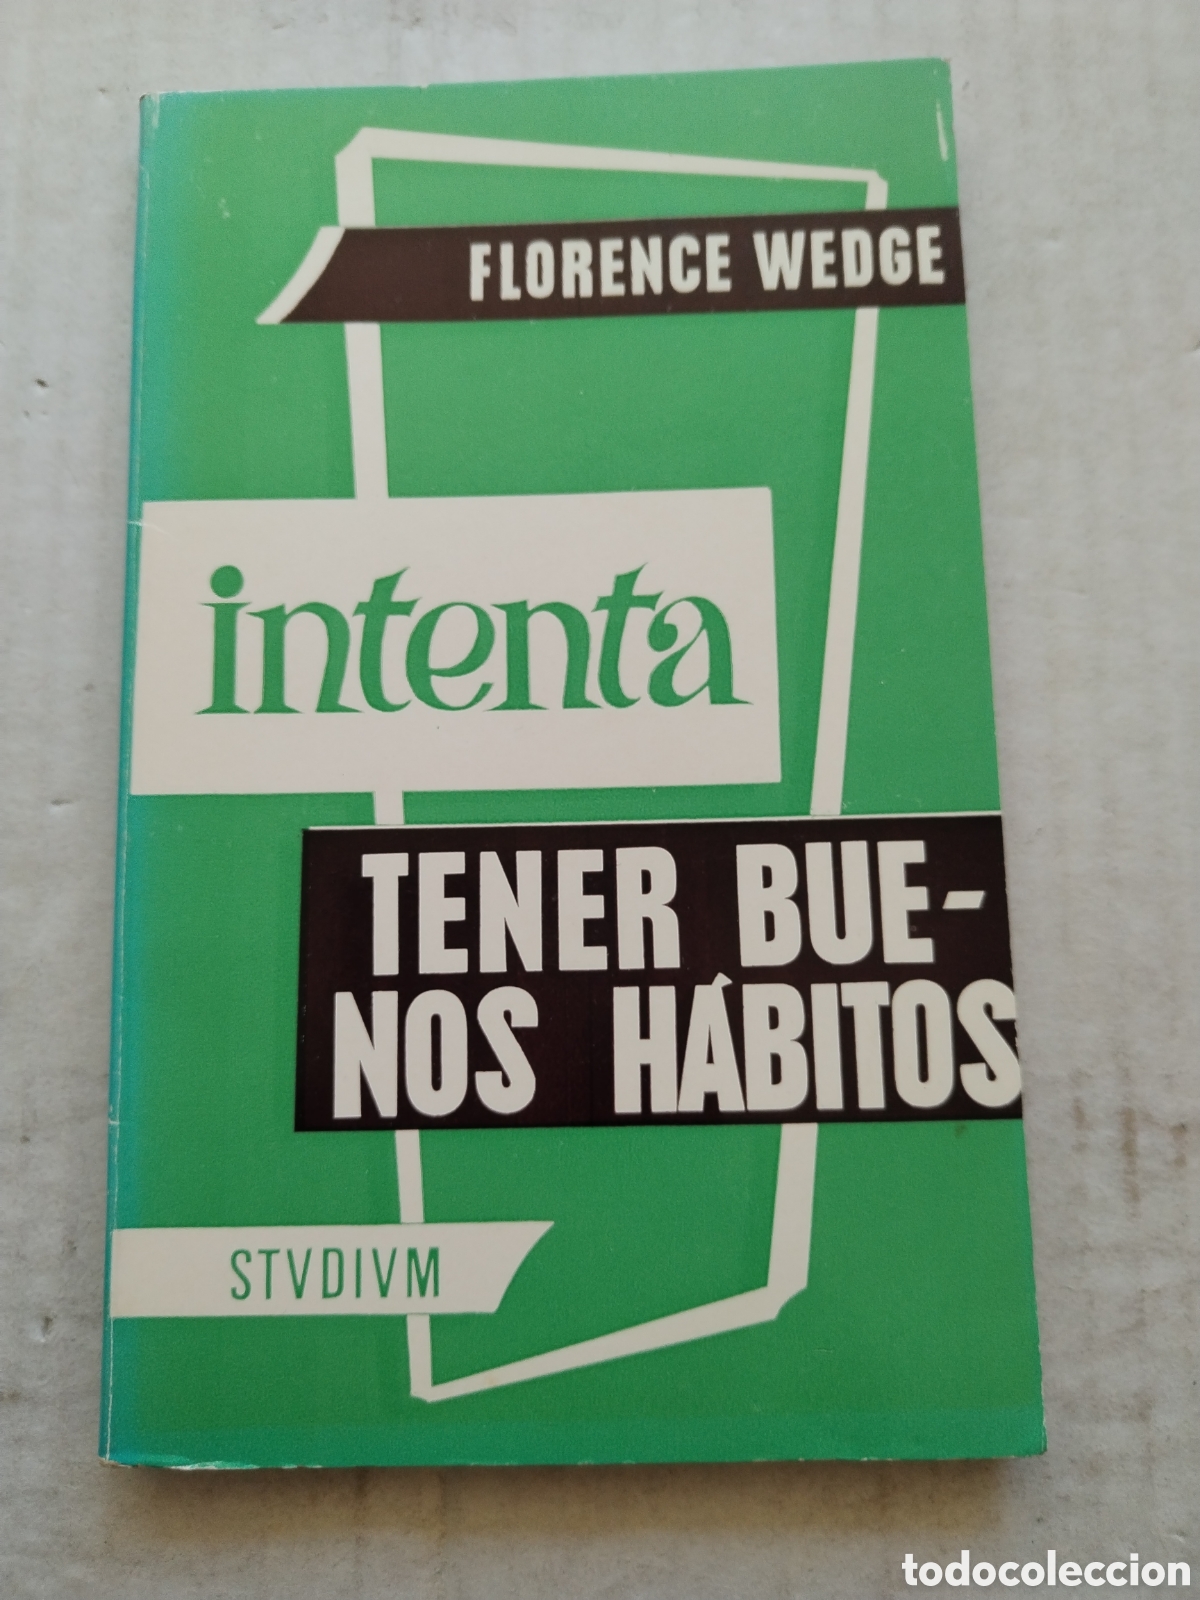 FLORENCE WEDGE
intenta
TENER BUE-
NOS HÁBITOS
STVDIVM
todocoleccion